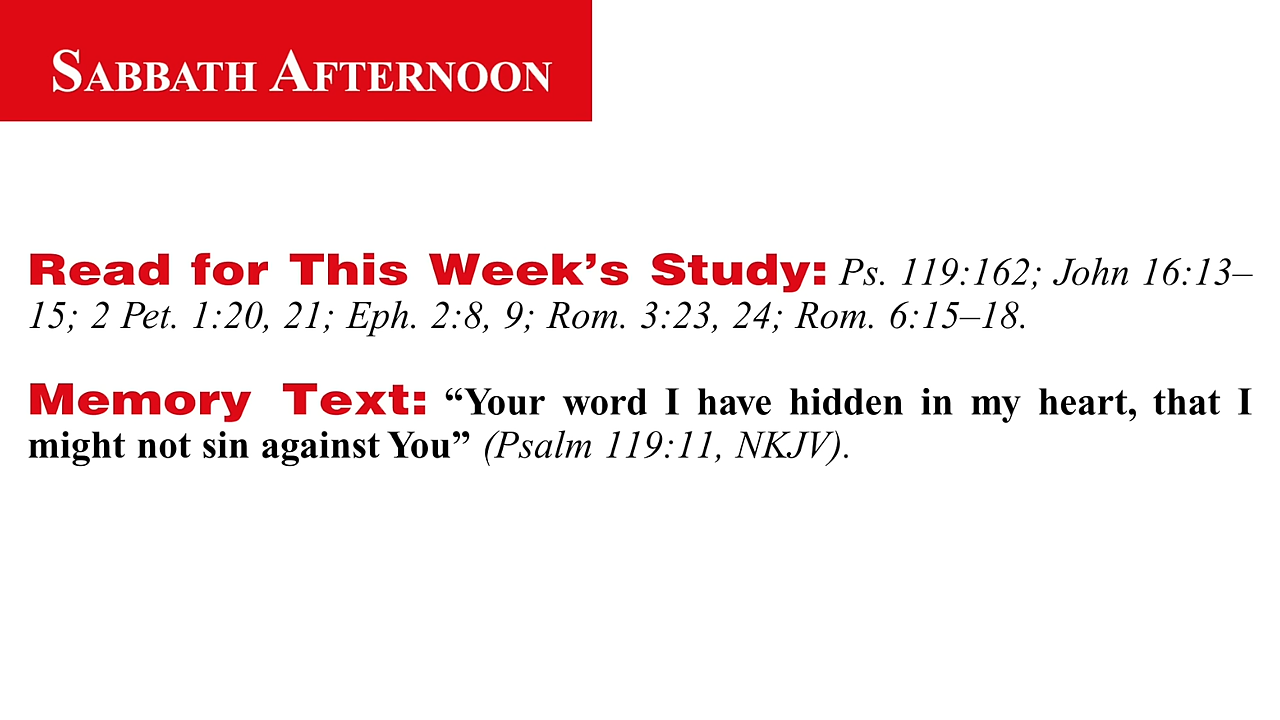 SABBATH AFTERNOON
Read for This Week’s Study: Ps. 119:162; John 16:13–
15; 2 Pet. 1:20, 21; Eph. 2:8, 9; Rom. 3:23, 24; Rom. 6:15–18.
Memory Text: “Your word I have hidden in my heart, that I
might not sin against You” (Psalm 119:11, NKJV).